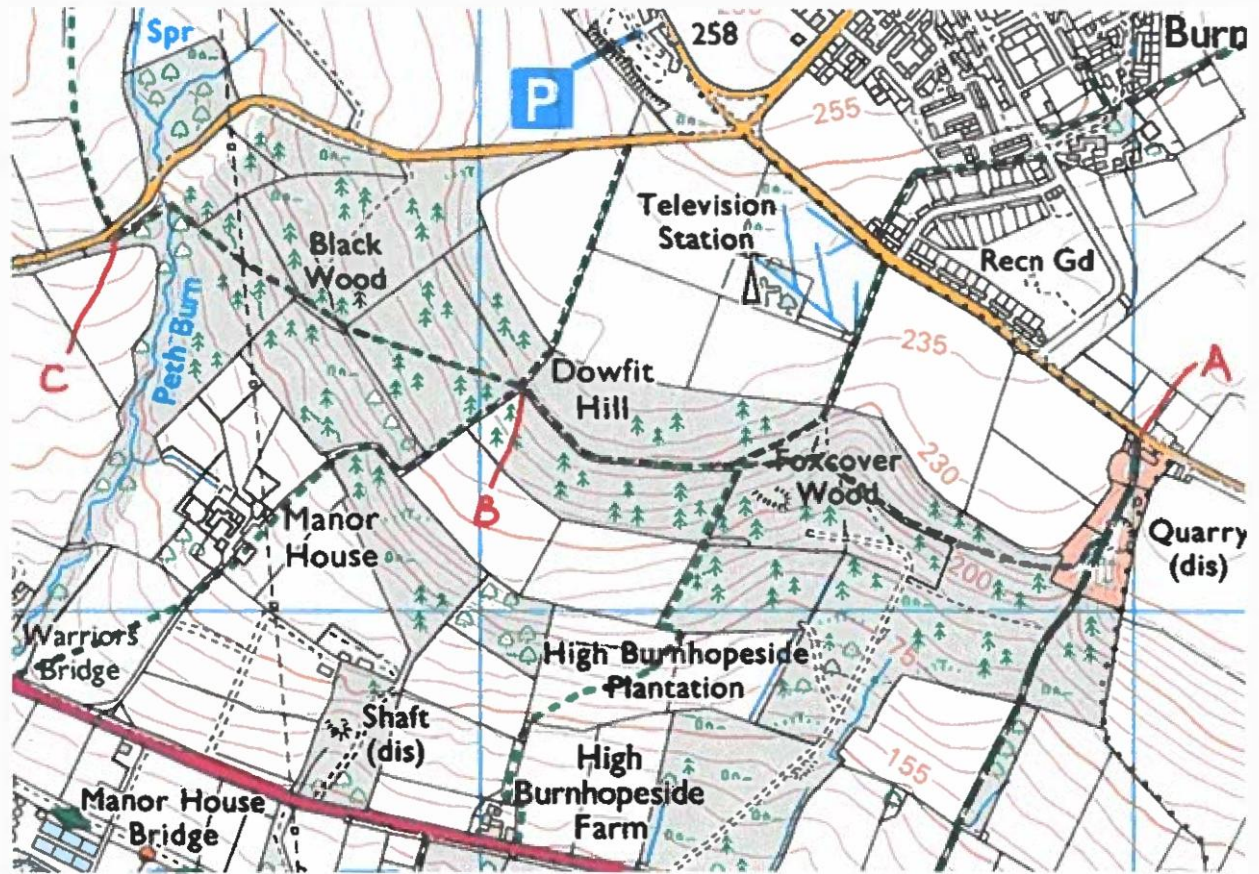 Spr
258
Burn
P
255
Television
Station
Recn Gd
Black
Wood
C
Peth Burn
235
A
Dowfit
Hill
230
Foxcover
Wood
B
Manor
House
Quarry
(dis)
200
Warriors
Bridge
High Burnhopeside
Plantation
75
Shaft
(dis)
155
High
Burnhopeside
Farm
Manor House
Bridge